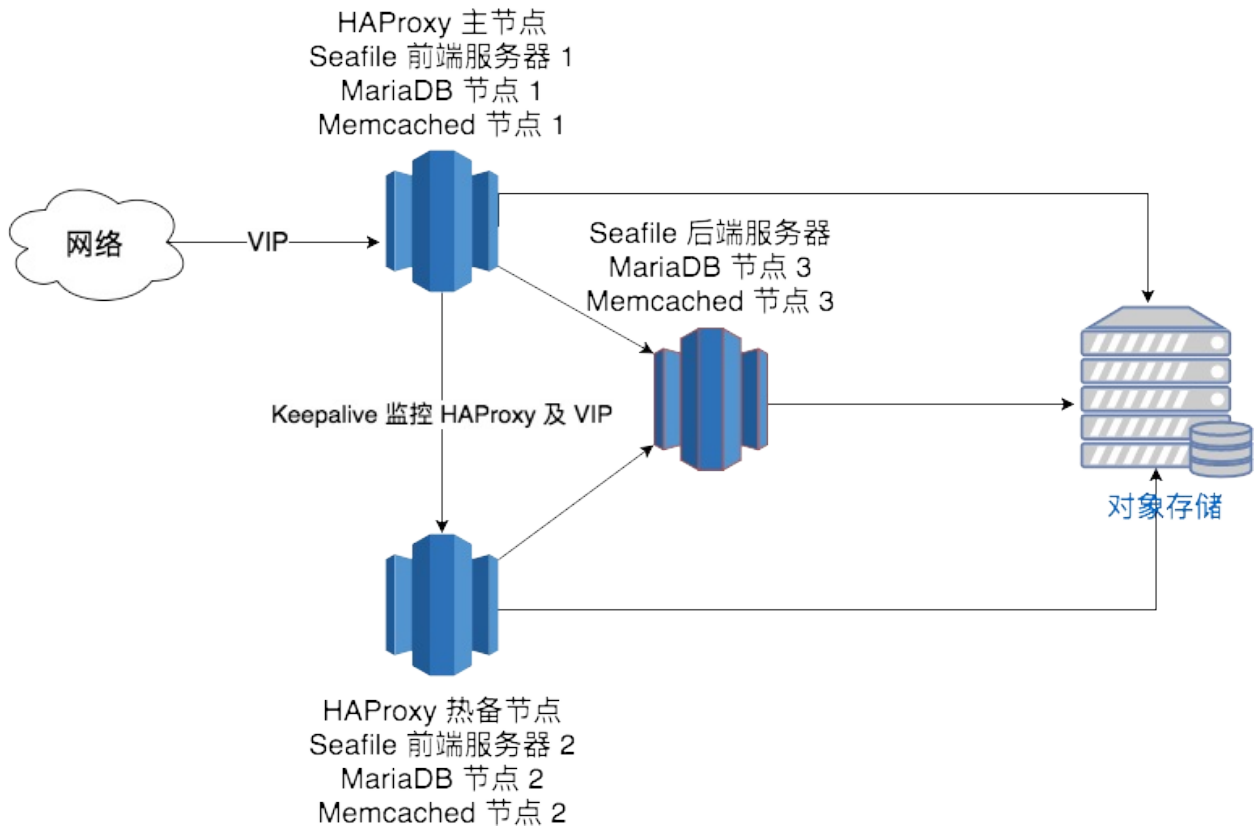 HAProxy 主节点
Seafile 前端服务器 1
MariaDB 节点 1
Memcached 节点 1
网络
VIP
Seafile 后端服务器
MariaDB 节点 3
Memcached 节点 3
Keepalive 监控 HAProxy 及 VIP
对象存储
HAProxy 热备节点
Seafile 前端服务器 2
MariaDB 节点 2
Memcached 节点 2